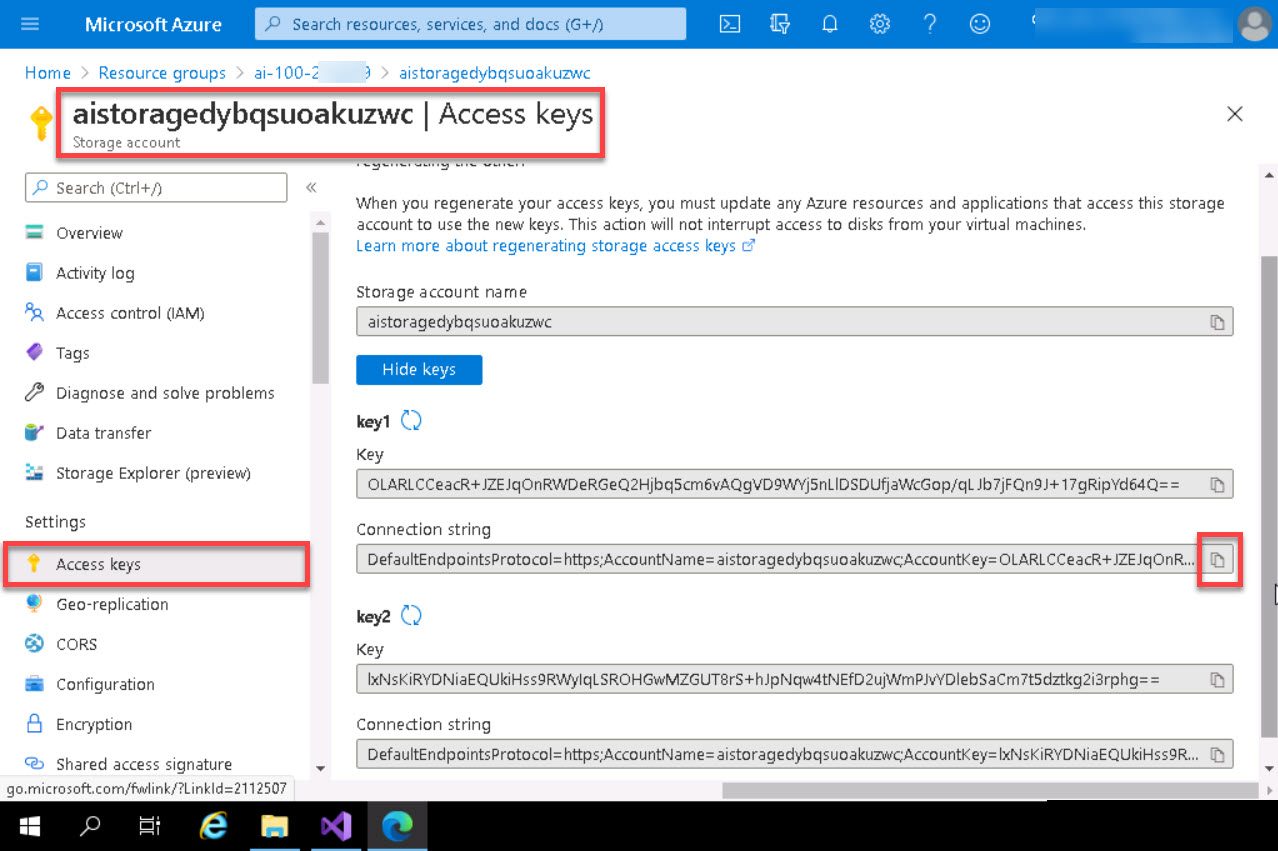 Microsoft Azure
Search resources, services, and docs (G+/)
Home > Resource groups > ai-100-2 9 > aistoragedybqsuoakuzwc
aistoragedybqsuoakuzwc | Access keys
Storage account
Search (Ctrl+/)
Overview
Activity log
Access control (IAM)
Tags
Diagnose and solve problems
Data transfer
Storage Explorer (preview)
Settings
Access keys
Geo-replication
CORS
Configuration
Encryption
Shared access signature
go.microsoft.com/fwlink/?LinkId=2112507
regenerating the other.
When you regenerate your access keys, you must update any Azure resources and applications that access this storage
account to use the new keys. This action will not interrupt access to disks from your virtual machines.
Learn more about regenerating storage access keys
Storage account name
aistoragedybqsuoakuzwc
Hide keys
key1
Key
OLARLCCeacR+JZEJqOnRWDeRGeQ2Hjbq5cm6vAQgVD9WYj5nLlDSDUfjaWcGop/qLJb7jFQn9J+17gRipYd64Q==
Connection string
DefaultEndpointsProtocol=https;AccountName=aistoragedybqsuoakuzwc;AccountKey=OLARLCCeacR+JZEJqOnR...
key2
Key
lxNsKiRYDNiaEQUkiHss9RWyIqLSROHGwMZGUT8rS+hJpNqw4tNEfD2ujWmPJvYDlebSaCm7t5dztkg2i3rphg==
Connection string
DefaultEndpointsProtocol=https;AccountName=aistoragedybqsuoakuzwc;AccountKey=lxNsKiRYDNiaEQUkiHss9R...